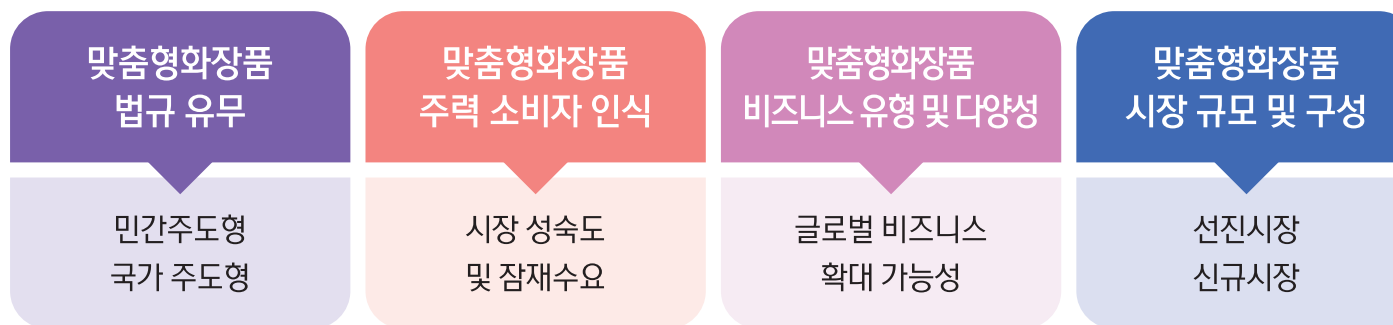 맞춤형화장품
법규 유무
민간주도형
국가 주도형
맞춤형화장품
주력 소비자 인식
시장 성숙도
및 잠재수요
맞춤형화장품
비즈니스 유형 및 다양성
글로벌 비즈니스
확대 가능성
맞춤형화장품
시장 규모 및 구성
선진시장
신규시장